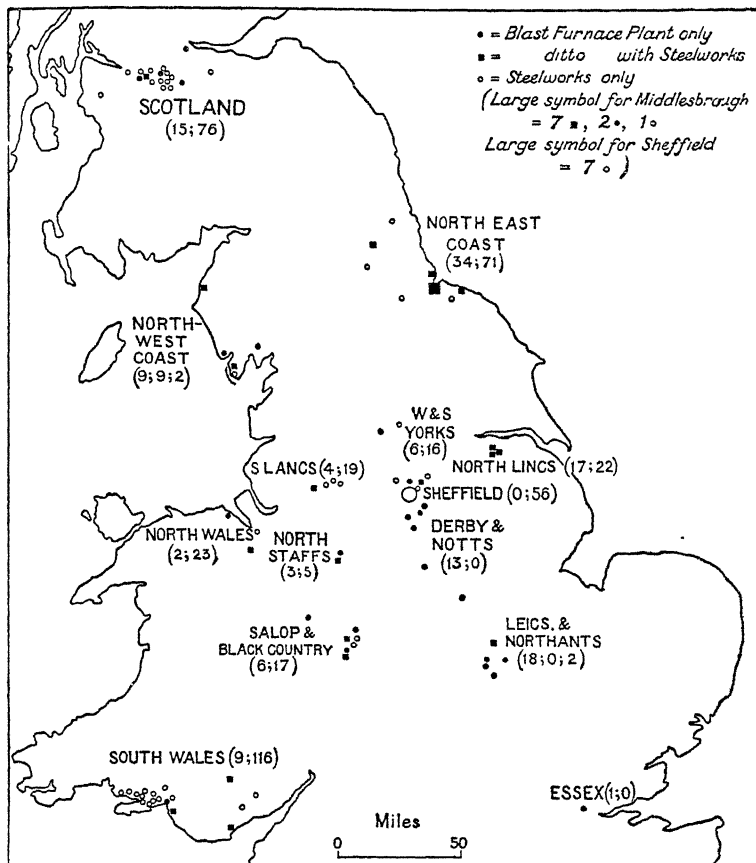 • = Blast Furnace Plant only
▪ = ditto with Steelworks
○ = Steelworks only
(Large symbol for Middlesbrough
= 7 ▪, 2 •, 1 ○
Large symbol for Sheffield
= 7 ○ )
SCOTLAND
(15;76)
NORTH EAST
COAST
(34;71)
NORTH-
WEST
COAST
(9;9;2)
W&S
YORKS
(6;16)
S LANCS (4;19)
NORTH LINCS (17;22)
SHEFFIELD (0;56)
NORTH WALES
(2;23)
NORTH
STAFFS
(3;5)
DERBY &
NOTTS
(13;0)
SALOP &
BLACK COUNTRY
(6;17)
LEICS. &
NORTHANTS
(18;0;2)
SOUTH WALES (9;116)
ESSEX (1;0)
Miles
0 50